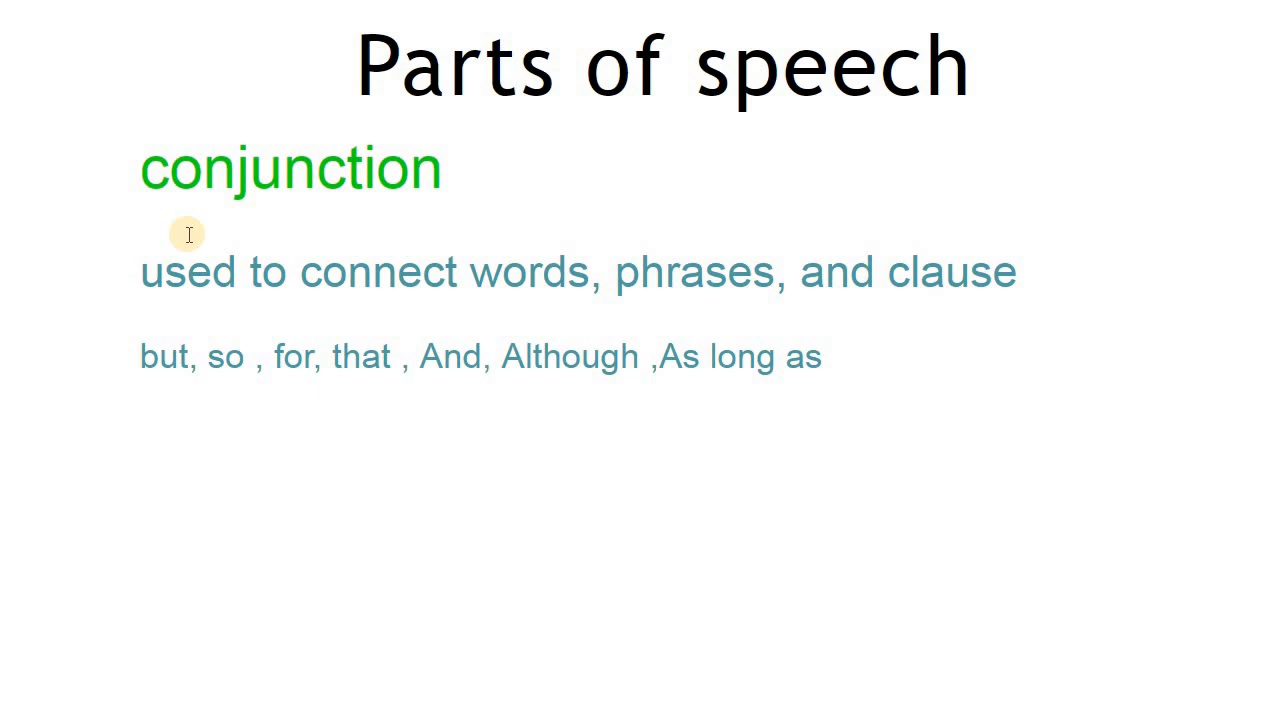 Parts of speech
conjunction
used to connect words, phrases, and clause
but, so , for, that , And, Although ,As long as